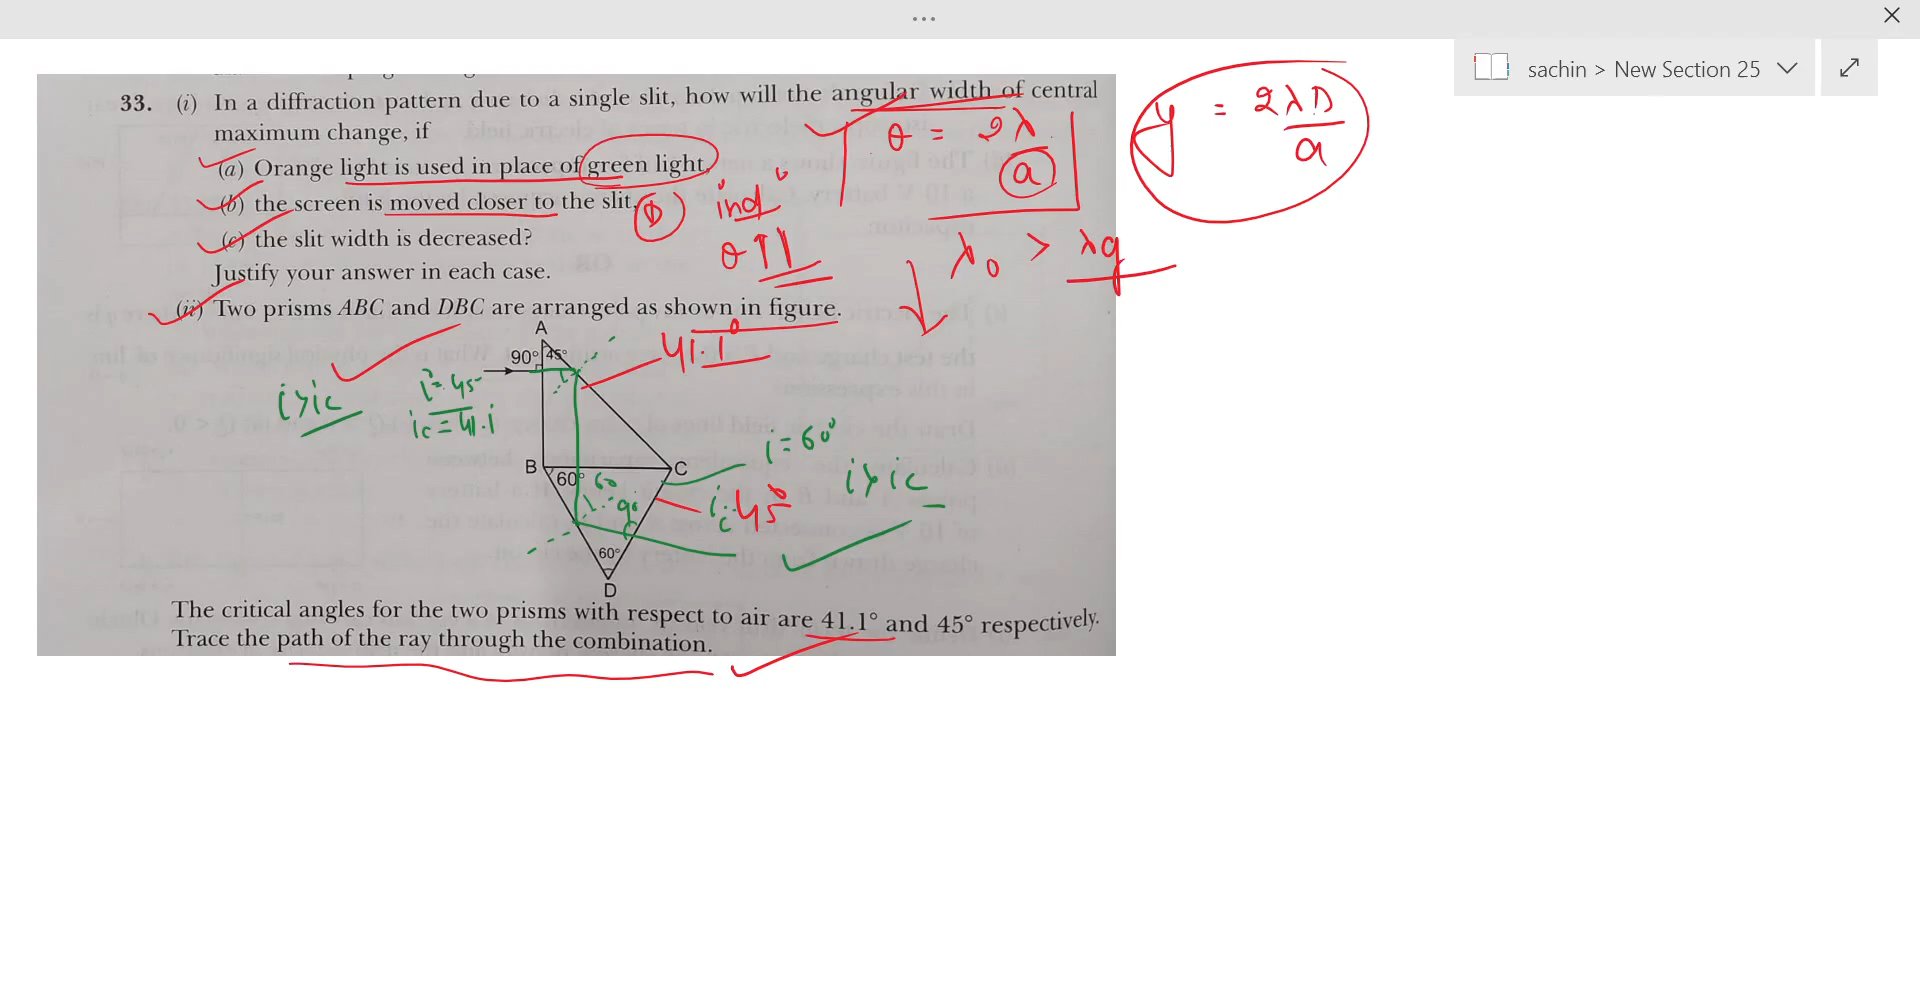 sachin > New Section 25
33. (i) In a diffraction pattern due to a single slit, how will the angular width of central
maximum change, if
(a) Orange light is used in place of green light,
(b) the screen is moved closer to the slit,
(c) the slit width is decreased?
Justify your answer in each case.
(ii) Two prisms ABC and DBC are arranged as shown in figure.
θ = 2λ
a
y = 2λD
a
D
ind
θ ↑↑
λo > λg
A
90° 45°
41.1°
i > ic
i = 45
ic = 41.1
B
C
60°
60
90
i = 60°
ic = 45°
i > ic
60°
D
The critical angles for the two prisms with respect to air are 41.1° and 45° respectively.
Trace the path of the ray through the combination.